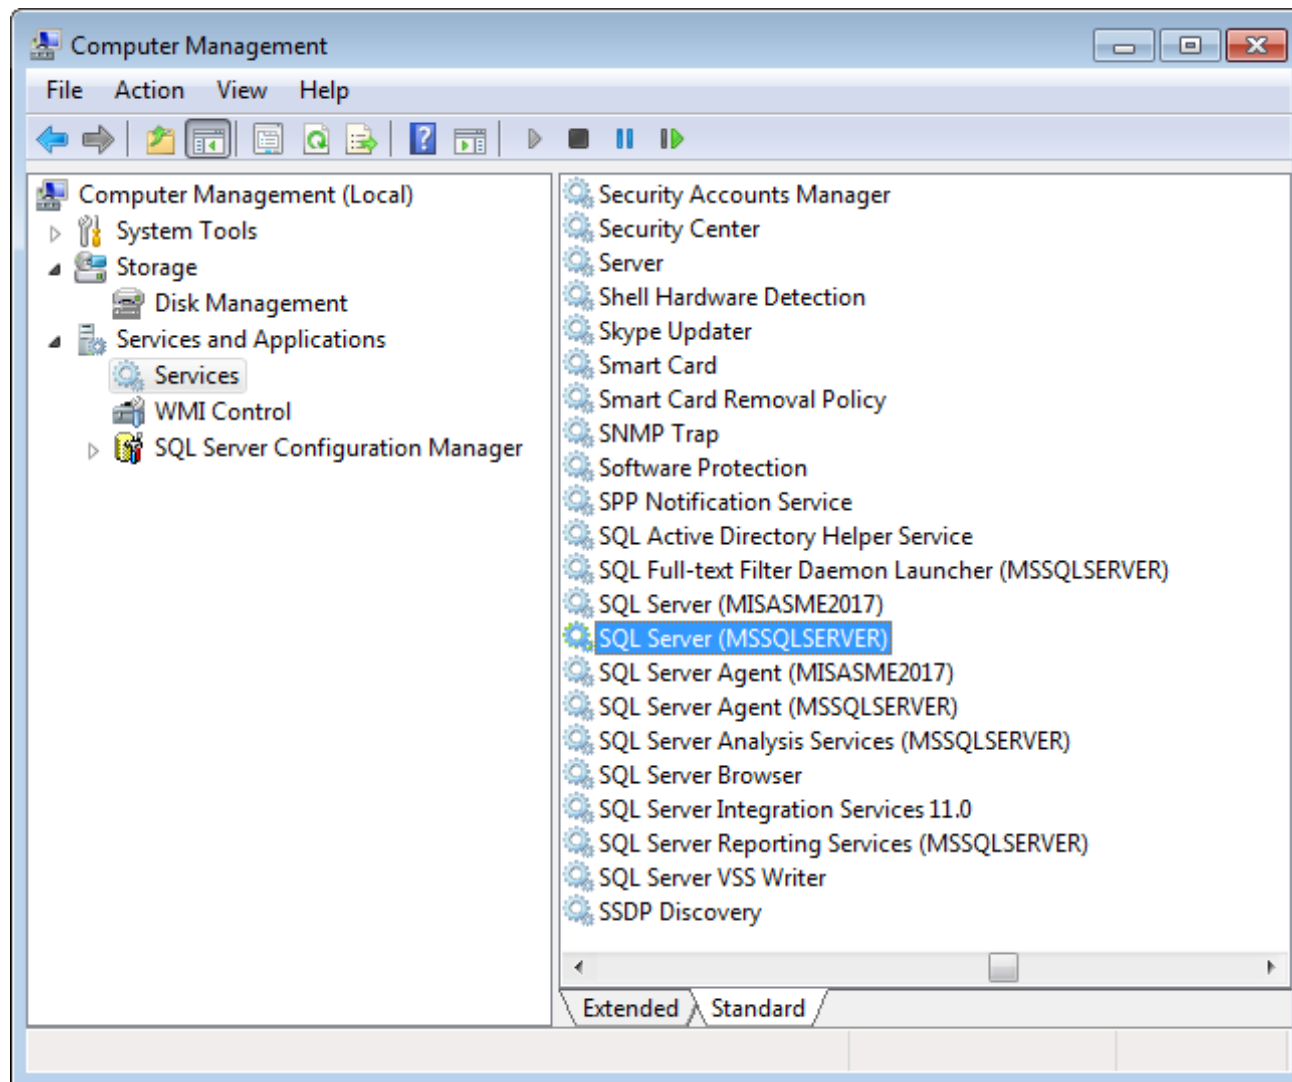 Computer Management
File Action View Help
Computer Management (Local)
System Tools
Storage
Disk Management
Services and Applications
Services
WMI Control
SQL Server Configuration Manager
Security Accounts Manager
Security Center
Server
Shell Hardware Detection
Skype Updater
Smart Card
Smart Card Removal Policy
SNMP Trap
Software Protection
SPP Notification Service
SQL Active Directory Helper Service
SQL Full-text Filter Daemon Launcher (MSSQLSERVER)
SQL Server (MISASME2017)
SQL Server (MSSQLSERVER)
SQL Server Agent (MISASME2017)
SQL Server Agent (MSSQLSERVER)
SQL Server Analysis Services (MSSQLSERVER)
SQL Server Browser
SQL Server Integration Services 11.0
SQL Server Reporting Services (MSSQLSERVER)
SQL Server VSS Writer
SSDP Discovery
Extended Standard